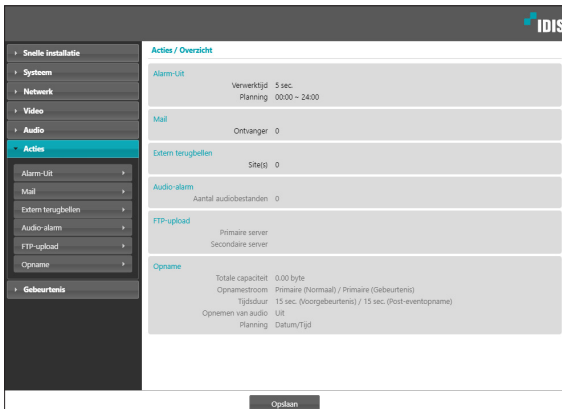 IDIS
Snelle installatie
Systeem
Netwerk
Video
Audio
Acties
Alarm-Uit
Mail
Extern terugbellen
Audio-alarm
FTP-upload
Opname
Gebeurtenis
Acties / Overzicht
Alarm-Uit
Verwerktijd 5 sec.
Planning 00:00 ~ 24:00
Mail
Ontvanger 0
Extern terugbellen
Site(s) 0
Audio-alarm
Aantal audiobestanden 0
FTP-upload
Primaire server
Secondaire server
Opname
Totale capaciteit 0.00 byte
Opnamestroom Primaire (Normaal) / Primaire (Gebeurtenis)
Tijdsduur 15 sec. (Voorgebeurtenis) / 15 sec. (Post-eventopname)
Opnemen van audio Uit
Planning Datum/Tijd
Opslaan